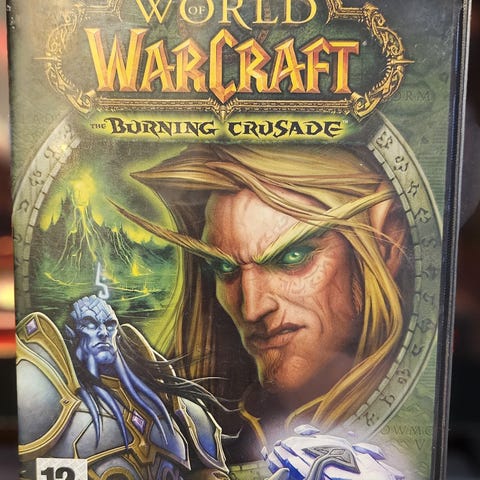 WORLD
OF
WARCRAFT
THE BURNING CRUSADE
12